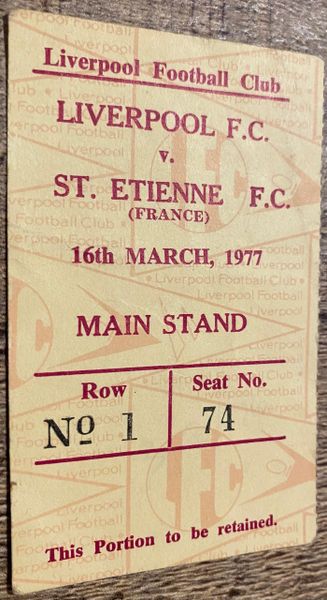 Liverpool Football Club
LIVERPOOL F.C.
v.
ST. ETIENNE F.C.
(FRANCE)
16th MARCH, 1977
MAIN STAND
Row Seat No.
Nº 1 74
This Portion to be retained.